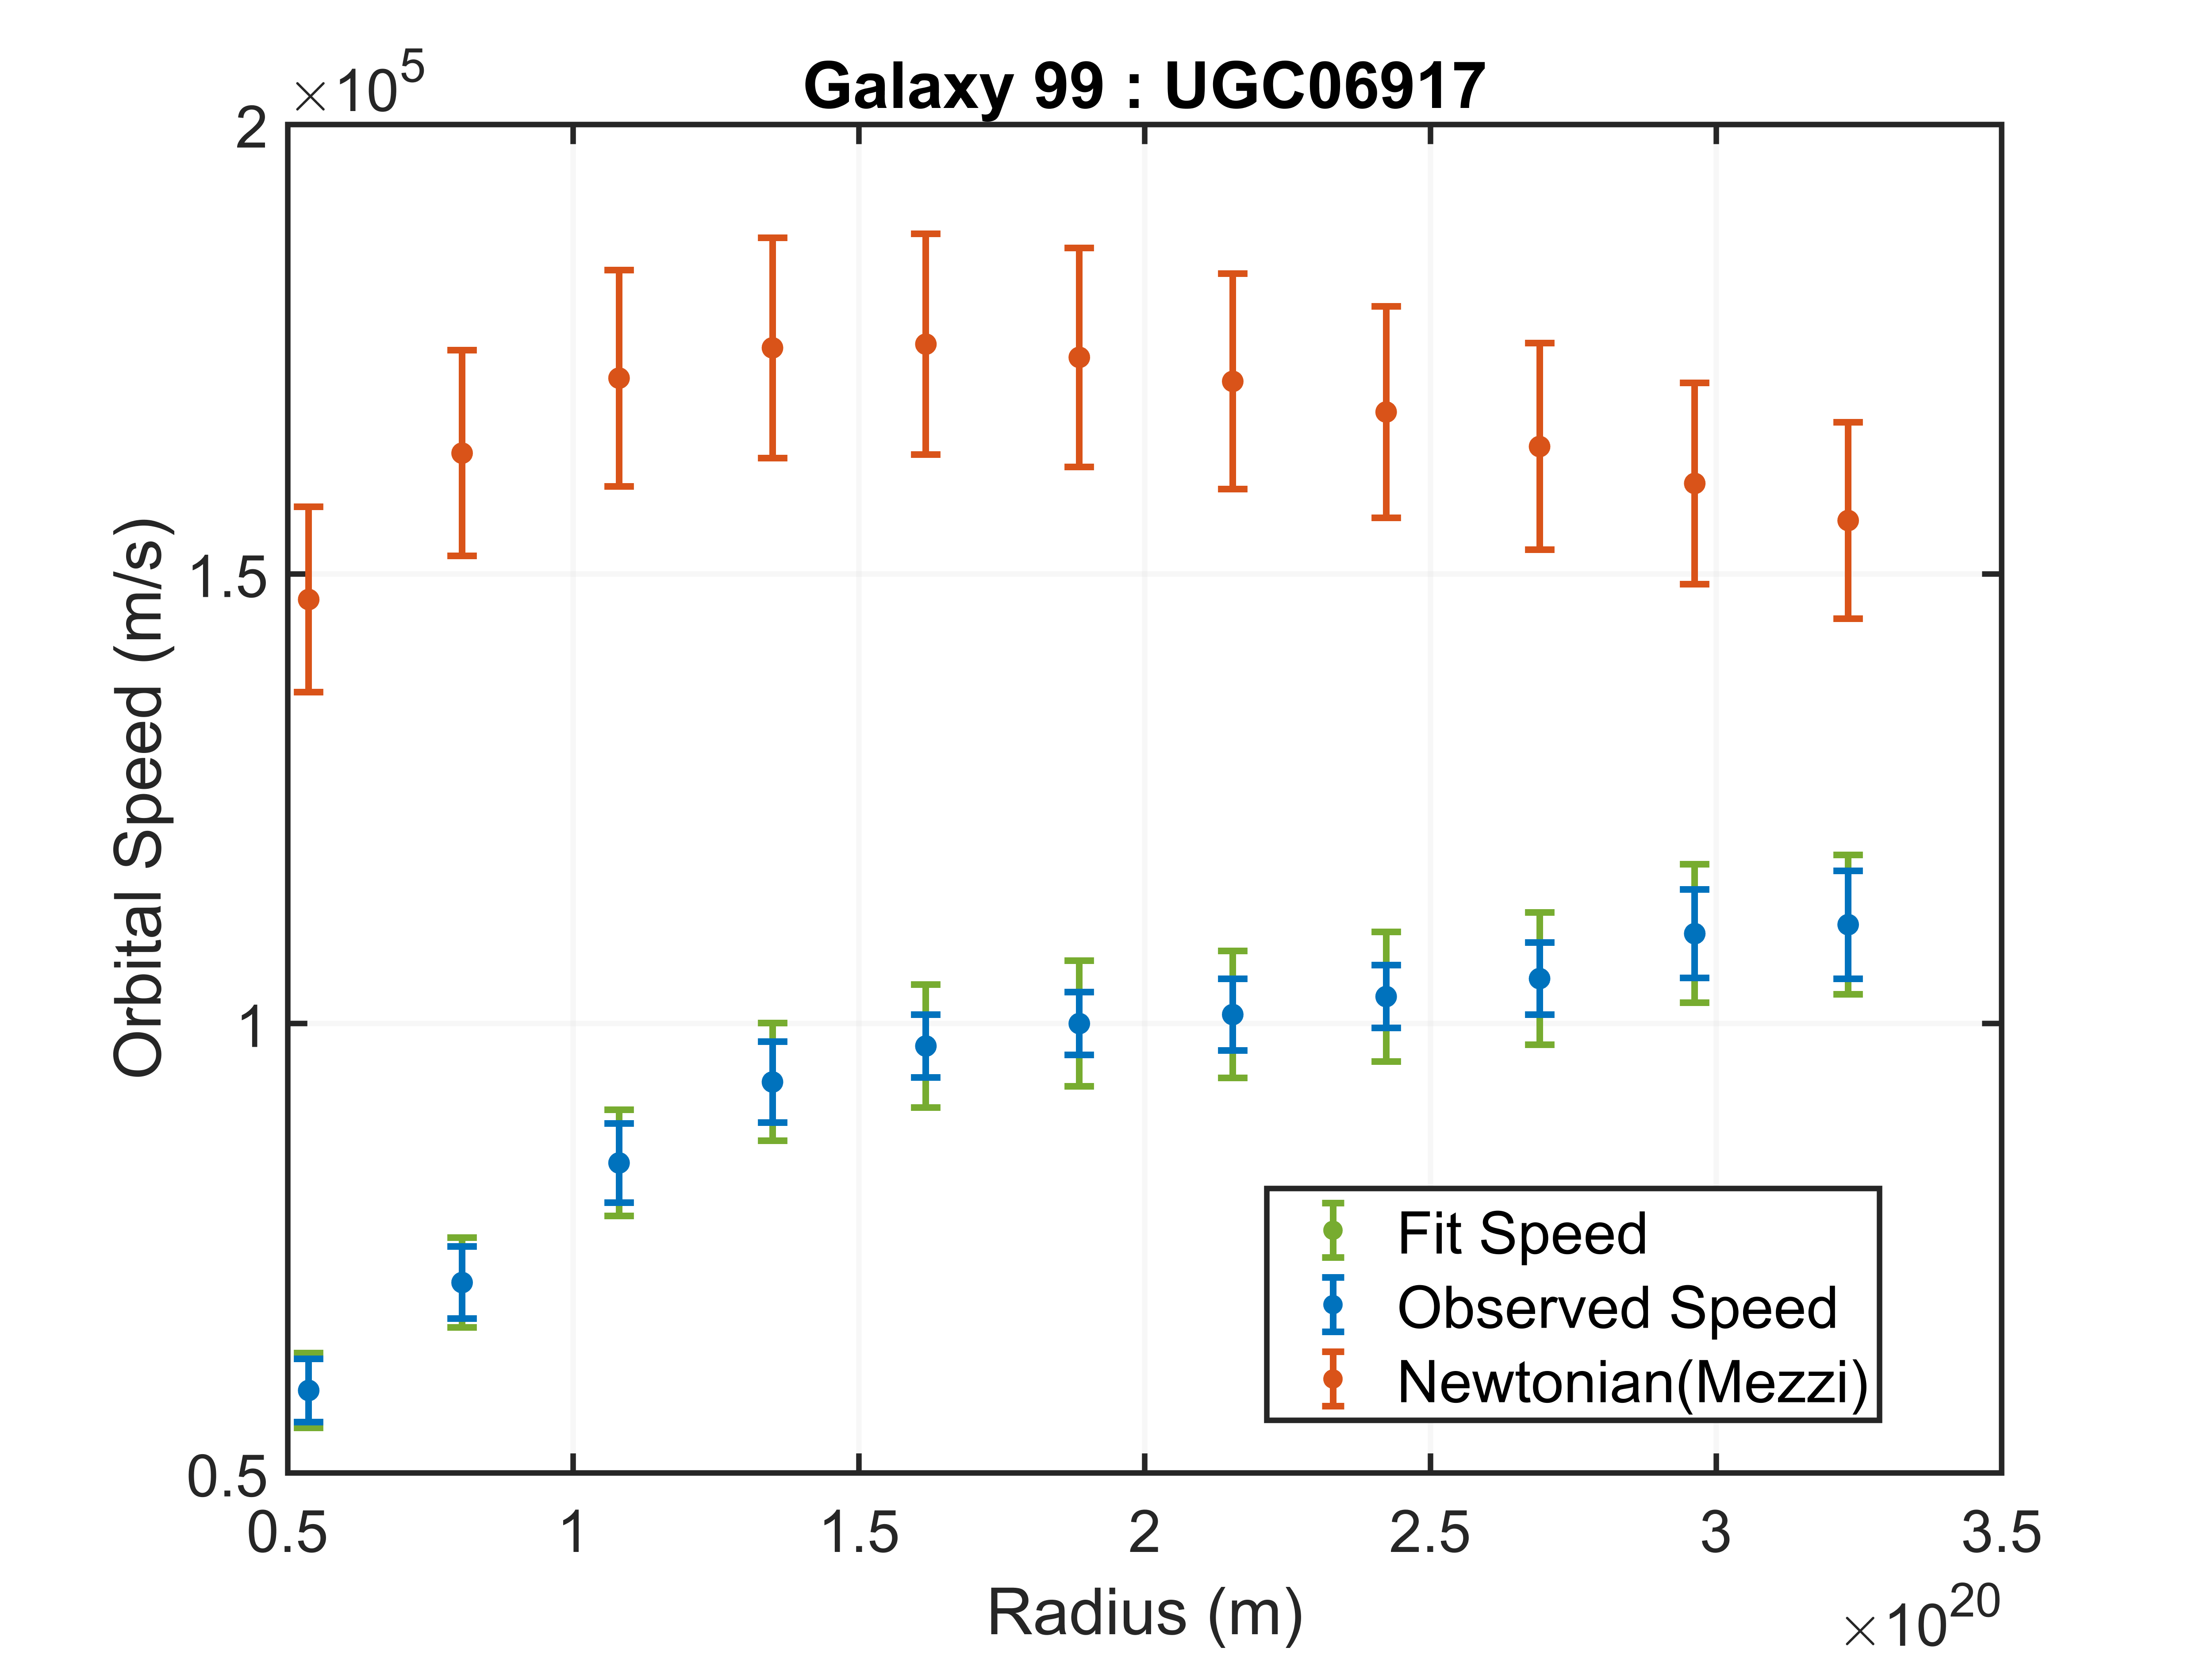 ×10^5
Galaxy 99 : UGC06917
2
1.5
1
0.5
Orbital Speed (m/s)
0.5 1 1.5 2 2.5 3 3.5
Radius (m)
×10^20
Fit Speed
Observed Speed
Newtonian(Mezzi)